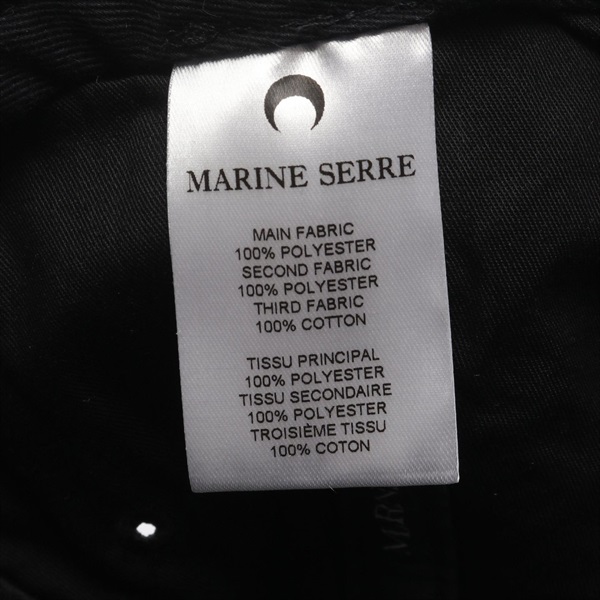 MARINE SERRE
MAIN FABRIC
100% POLYESTER
SECOND FABRIC
100% POLYESTER
THIRD FABRIC
100% COTTON
TISSU PRINCIPAL
100% POLYESTER
TISSU SECONDAIRE
100% POLYESTER
TROISIÈME TISSU
100% COTON